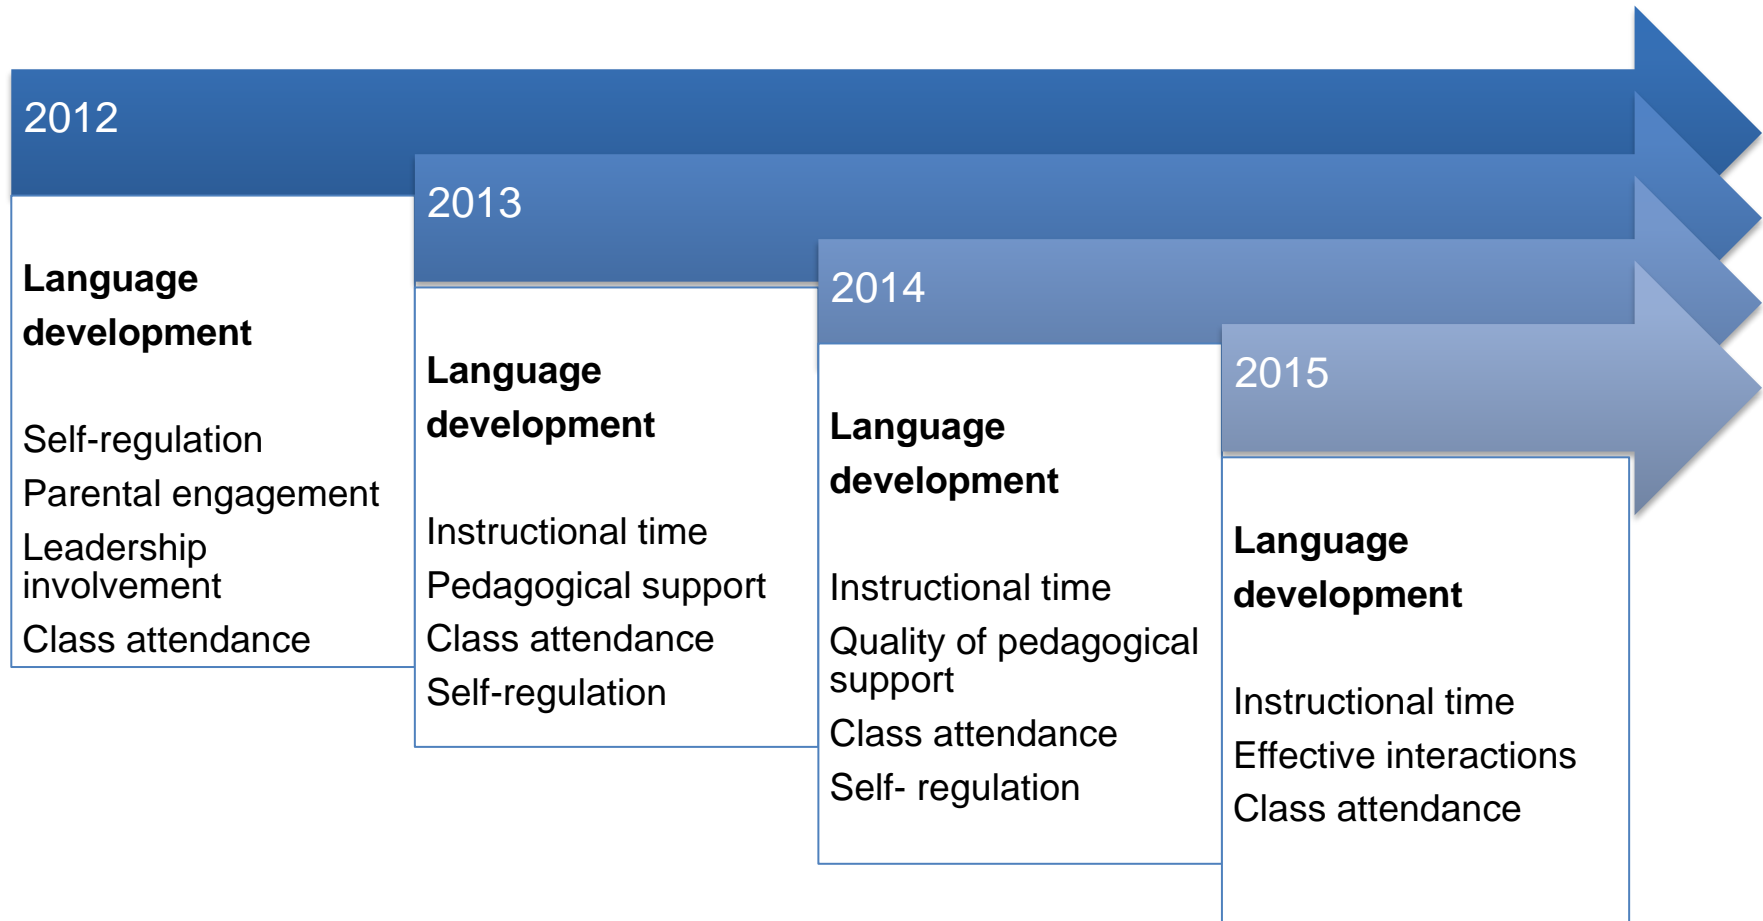 2012
Language
development
Self-regulation
Parental engagement
Leadership
involvement
Class attendance
2013
Language
development
Instructional time
Pedagogical support
Class attendance
Self-regulation
2014
Language
development
Instructional time
Quality of pedagogical
support
Class attendance
Self- regulation
2015
Language
development
Instructional time
Effective interactions
Class attendance